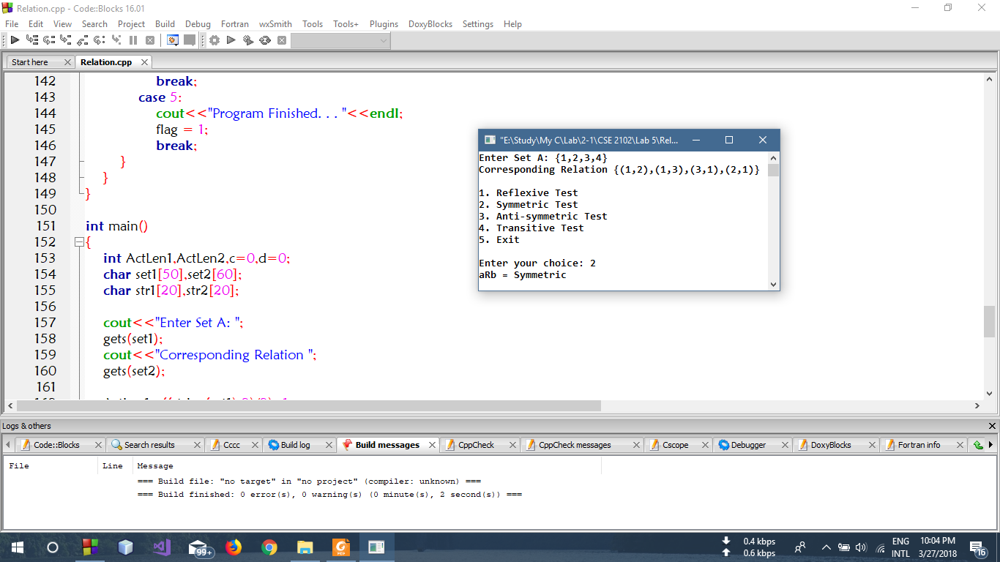 Relation.cpp - Code::Blocks 16.01
File Edit View Search Project Build Debug Fortran wxSmith Tools Tools+ Plugins DoxyBlocks Settings Help
Start here Relation.cpp
142 break;
143 case 5:
144 cout<<"Program Finished. . . "<<endl;
145 flag = 1;
146 break;
147 }
148 }
149 }
150
151 int main()
152 {
153 int ActLen1,ActLen2,c=0,d=0;
154 char set1[50],set2[60];
155 char str1[20],str2[20];
156
157 cout<<"Enter Set A: ";
158 gets(set1);
159 cout<<"Corresponding Relation ";
160 gets(set2);
161
"E:\Study\My C\Lab\2-1\CSE 2102\Lab 5\Rel...
Enter Set A: {1,2,3,4}
Corresponding Relation {(1,2),(1,3),(3,1),(2,1)}
1. Reflexive Test
2. Symmetric Test
3. Anti-symmetric Test
4. Transitive Test
5. Exit
Enter your choice: 2
aRb = Symmetric
Logs & others
Code::Blocks Search results Cccc Build log Build messages CppCheck CppCheck messages Cscope Debugger DoxyBlocks Fortran info
File Line Message
=== Build file: "no target" in "no project" (compiler: unknown) ===
=== Build finished: 0 error(s), 0 warning(s) (0 minute(s), 2 second(s)) ===
99+
PDF
0.4 kbps
0.6 kbps
ENG
INTL
10:04 PM
3/27/2018
16